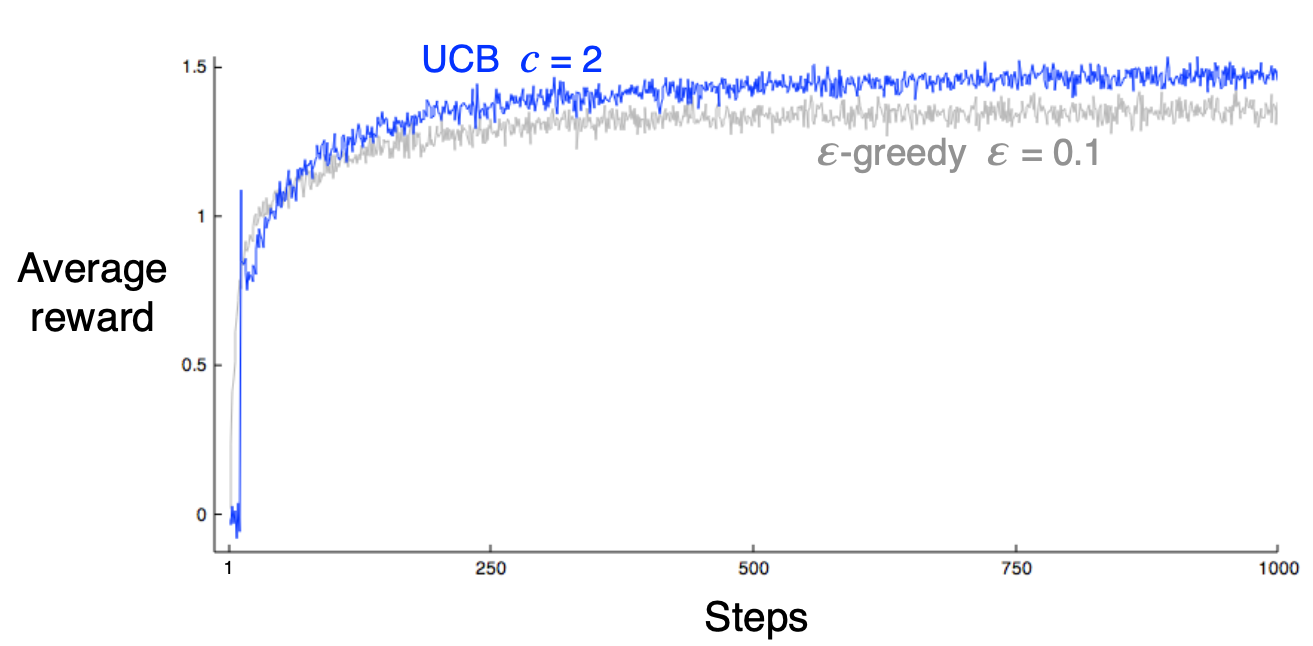 UCB c = 2
1.5
ε-greedy ε = 0.1
1
Average
reward
0.5
0
1 250 500 750 1000
Steps